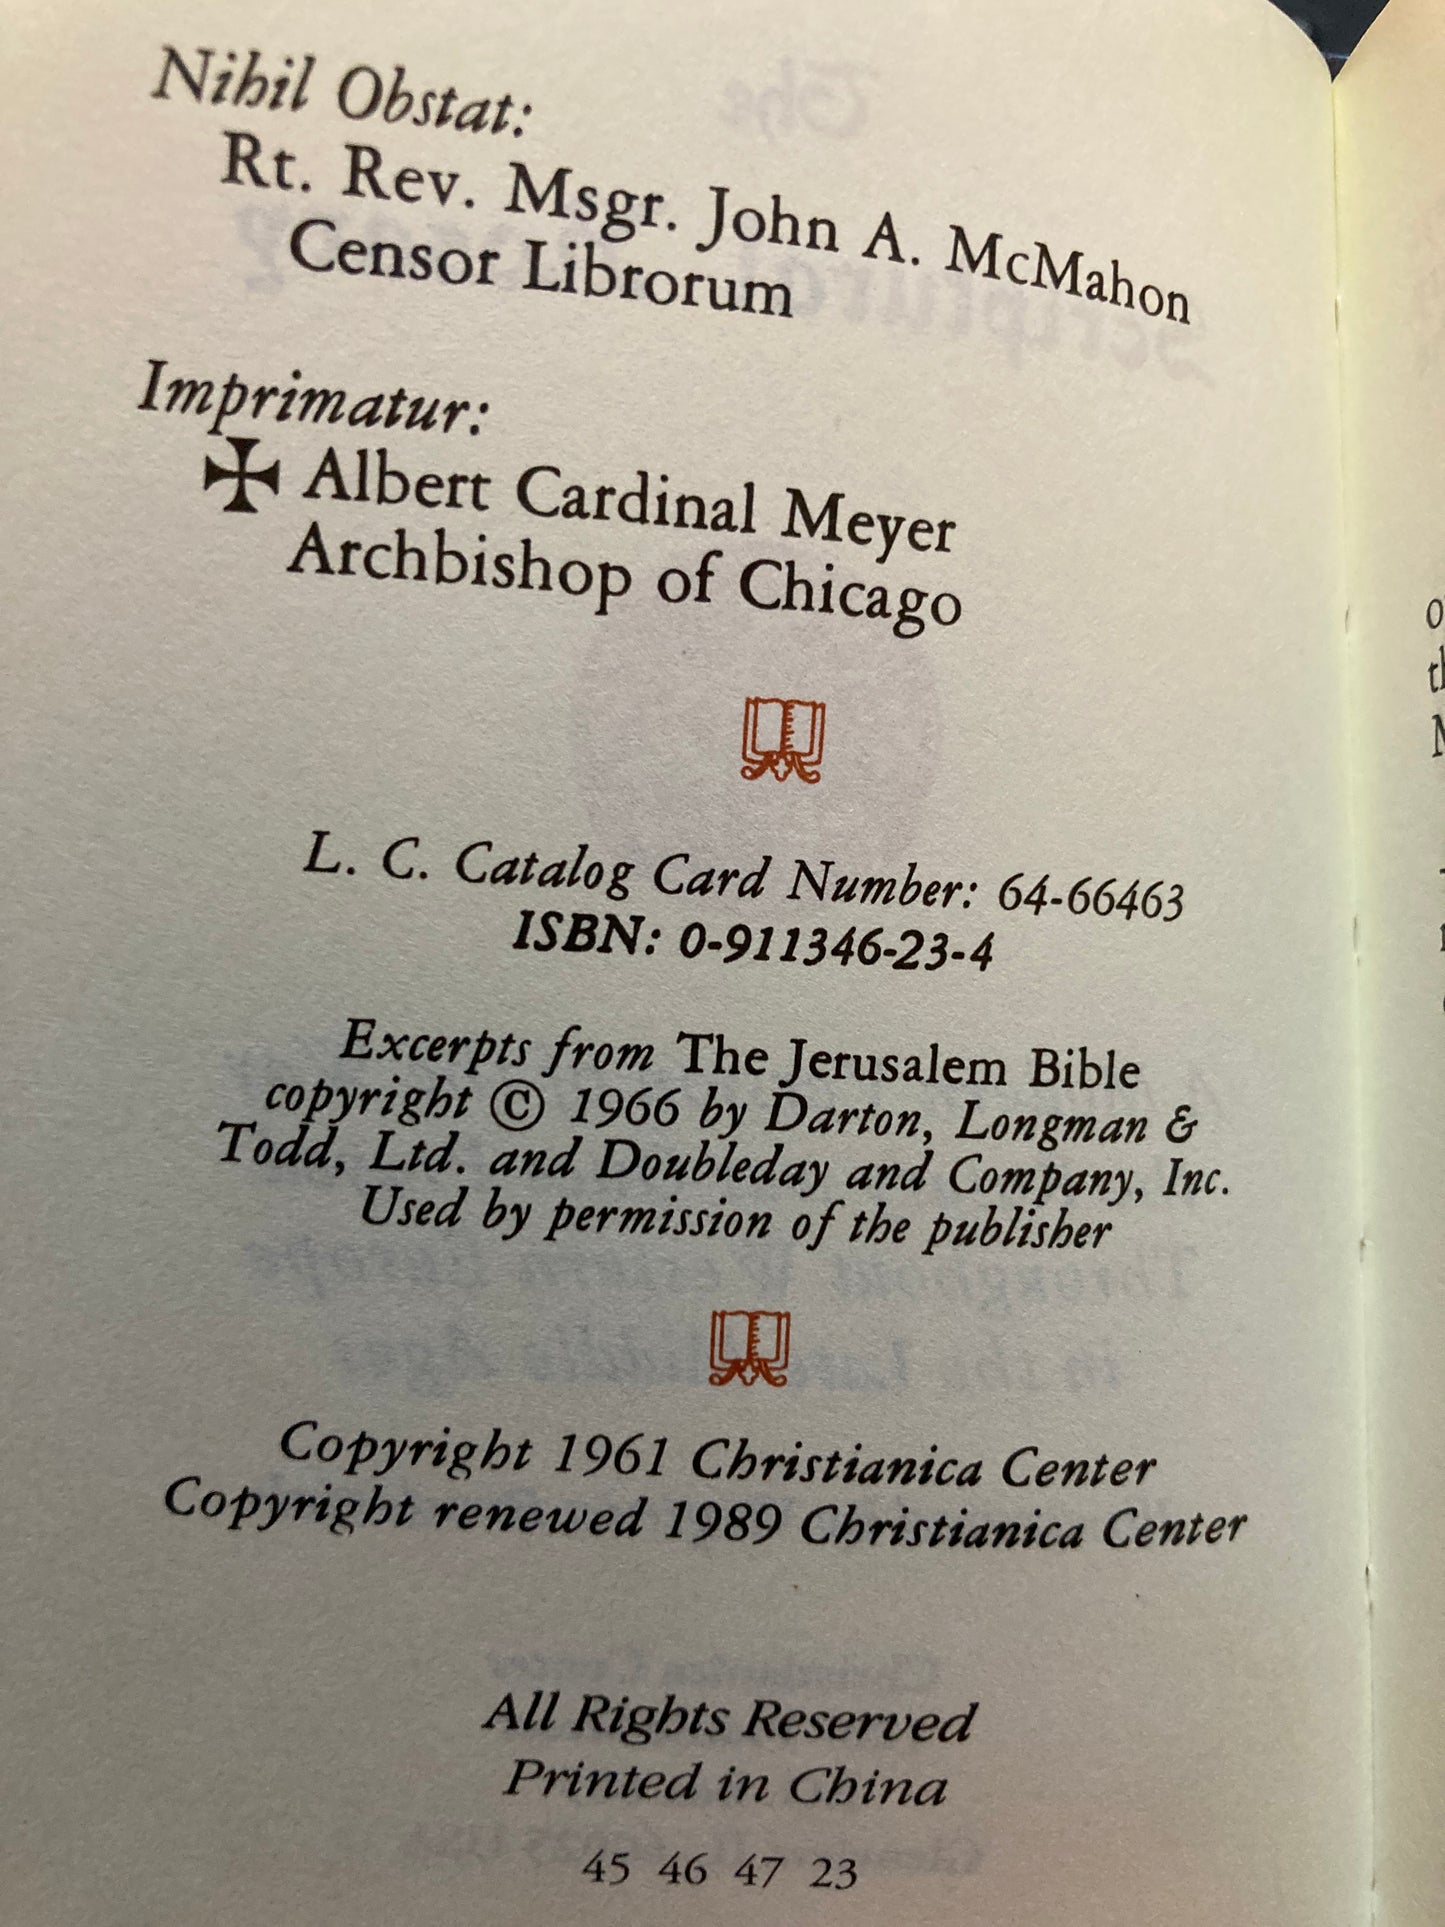 Nihil Obstat:
Rt. Rev. Msgr. John A. McMahon
Censor Librorum
Imprimatur:
✠ Albert Cardinal Meyer
Archbishop of Chicago
L. C. Catalog Card Number: 64-66463
ISBN: 0-911346-23-4
Excerpts from The Jerusalem Bible
copyright © 1966 by Darton, Longman &
Todd, Ltd. and Doubleday and Company, Inc.
Used by permission of the publisher
Copyright 1961 Christianica Center
Copyright renewed 1989 Christianica Center
All Rights Reserved
Printed in China
45 46 47 23